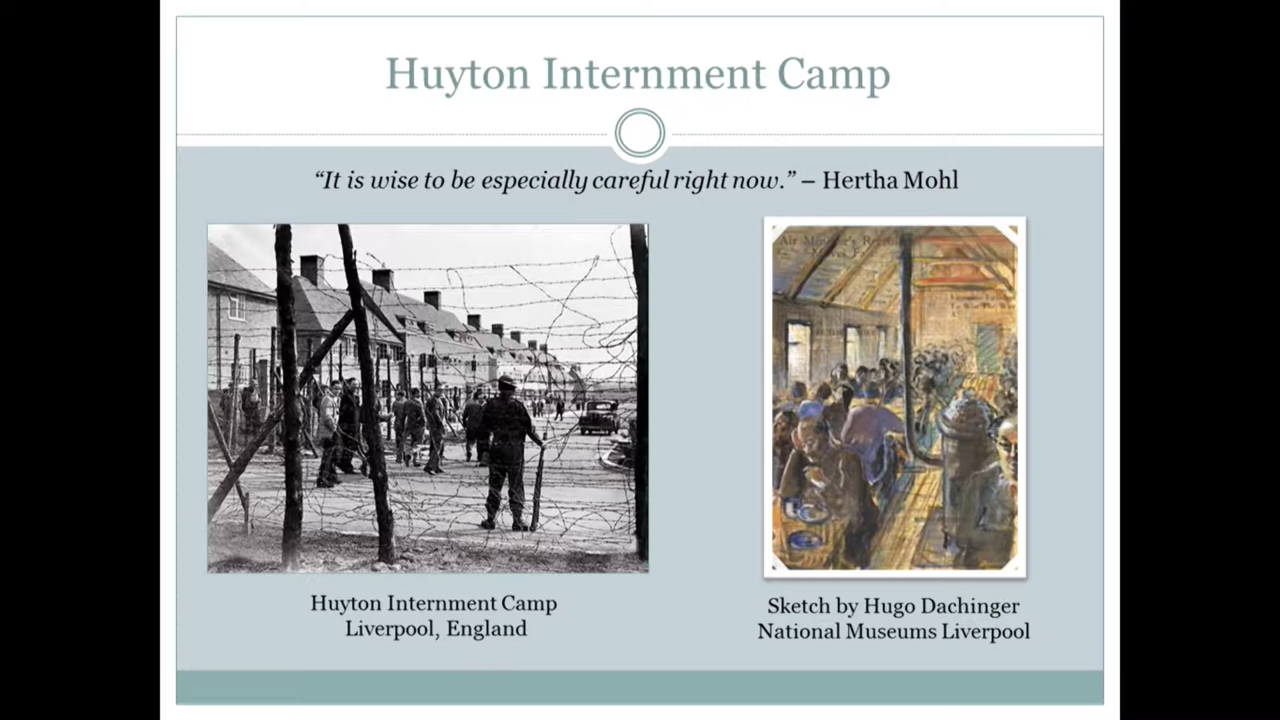 Huyton Internment Camp
“It is wise to be especially careful right now.” – Hertha Mohl
Huyton Internment Camp
Liverpool, England
Sketch by Hugo Dachinger
National Museums Liverpool